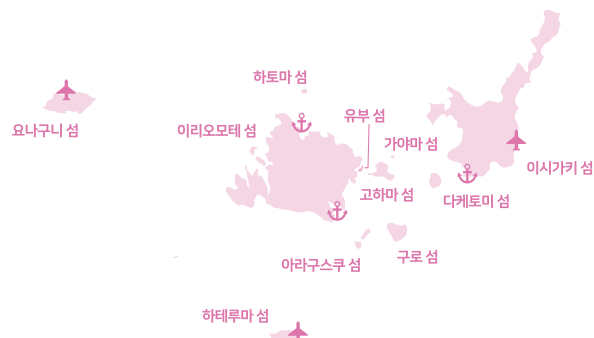 하토마 섬
유부 섬
요나구니 섬
이리오모테 섬
가야마 섬
이시가키 섬
고하마 섬
다케토미 섬
구로 섬
아라구스쿠 섬
하테루마 섬